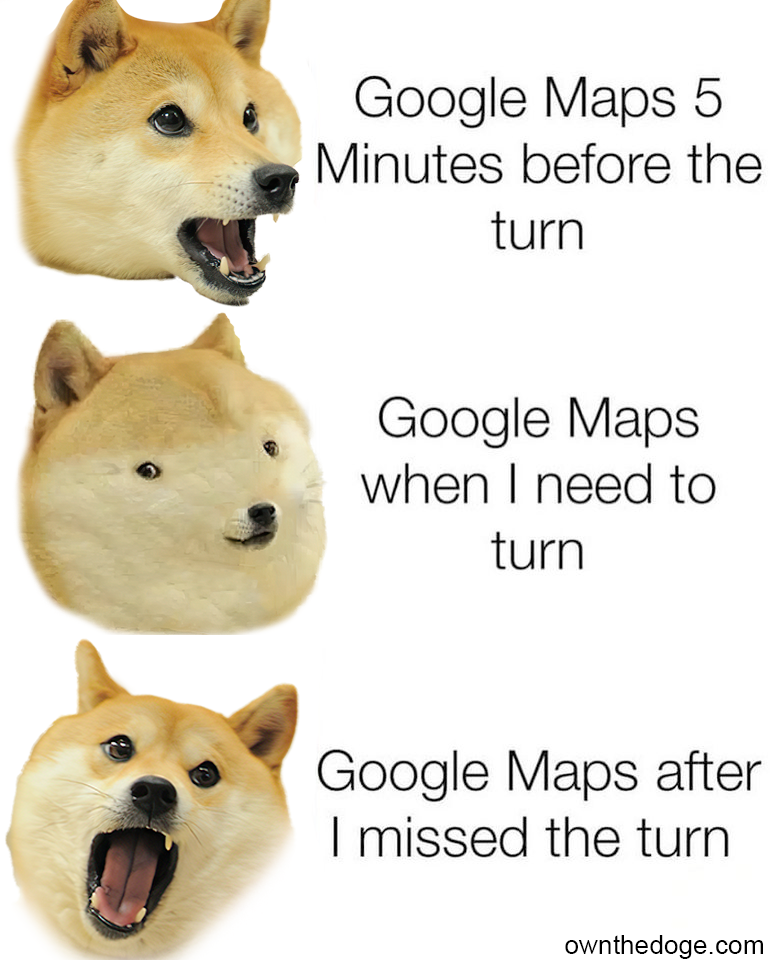 Google Maps 5
Minutes before the
turn
Google Maps
when I need to
turn
Google Maps after
I missed the turn
ownthedoge.com